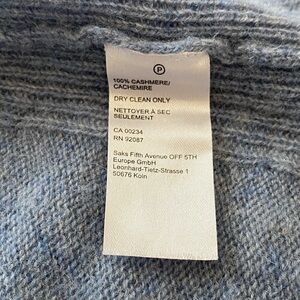 P
100% CASHMERE/
CACHEMIRE
DRY CLEAN ONLY
NETTOYER À SEC
SEULEMENT
CA 00234
RN 92087
Saks Fifth Avenue OFF 5TH
Europe GmbH
Leonhard-Tietz-Strasse 1
50676 Koln